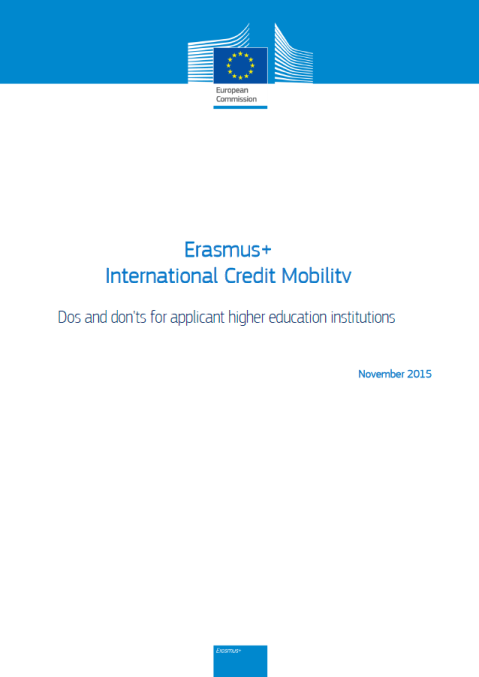 European
Commission
Erasmus+
International Credit Mobility
Dos and don'ts for applicant higher education institutions
November 2015
Erasmus+